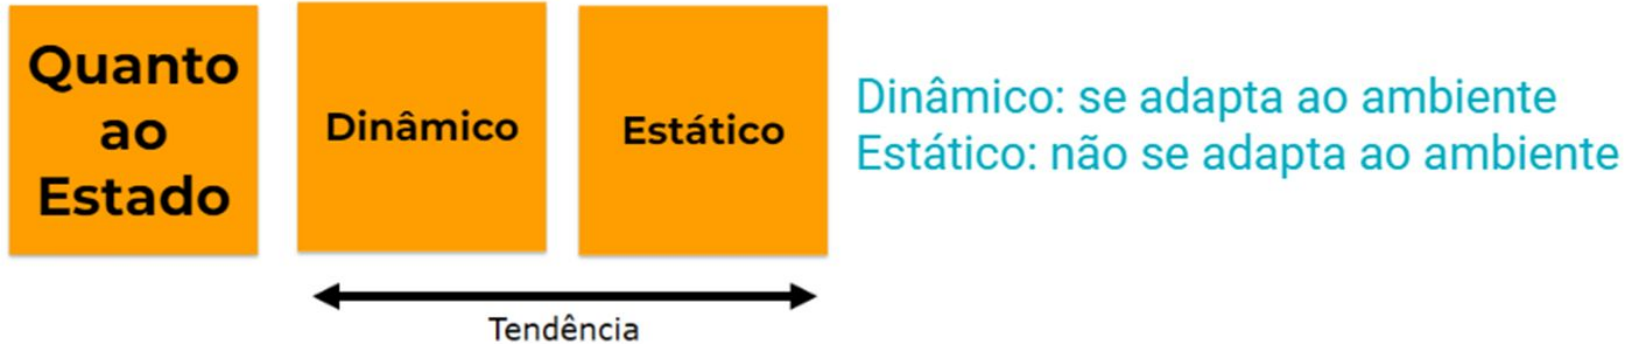 Quanto
ao
Estado
Dinâmico
Estático
Dinâmico: se adapta ao ambiente
Estático: não se adapta ao ambiente
Tendência